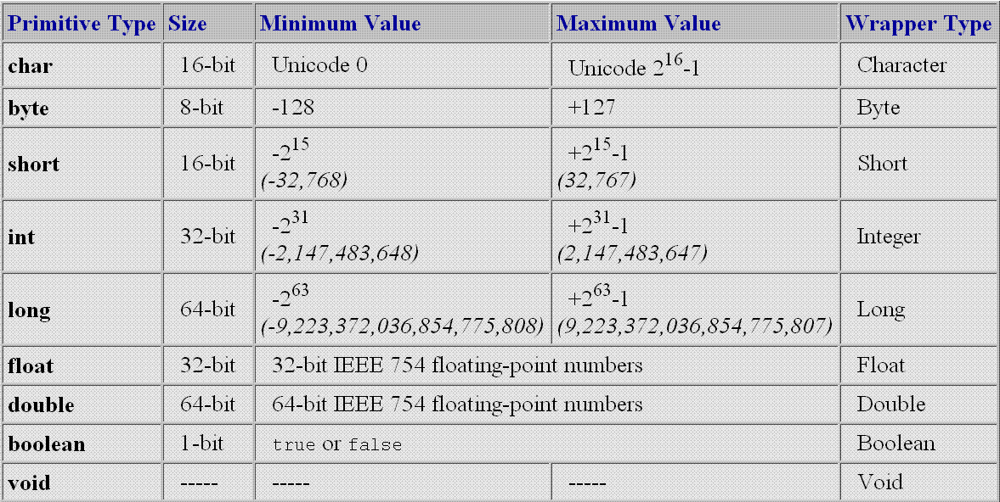 Primitive Type Size Minimum Value Maximum Value Wrapper Type
char 16-bit Unicode 0 Unicode 2^16-1 Character
byte 8-bit -128 +127 Byte
short 16-bit -2^15 +2^15-1 Short
(-32,768) (32,767)
int 32-bit -2^31 +2^31-1 Integer
(-2,147,483,648) (2,147,483,647)
long 64-bit -2^63 +2^63-1 Long
(-9,223,372,036,854,775,808) (9,223,372,036,854,775,807)
float 32-bit 32-bit IEEE 754 floating-point numbers Float
double 64-bit 64-bit IEEE 754 floating-point numbers Double
boolean 1-bit true or false Boolean
void ----- ----- ----- Void